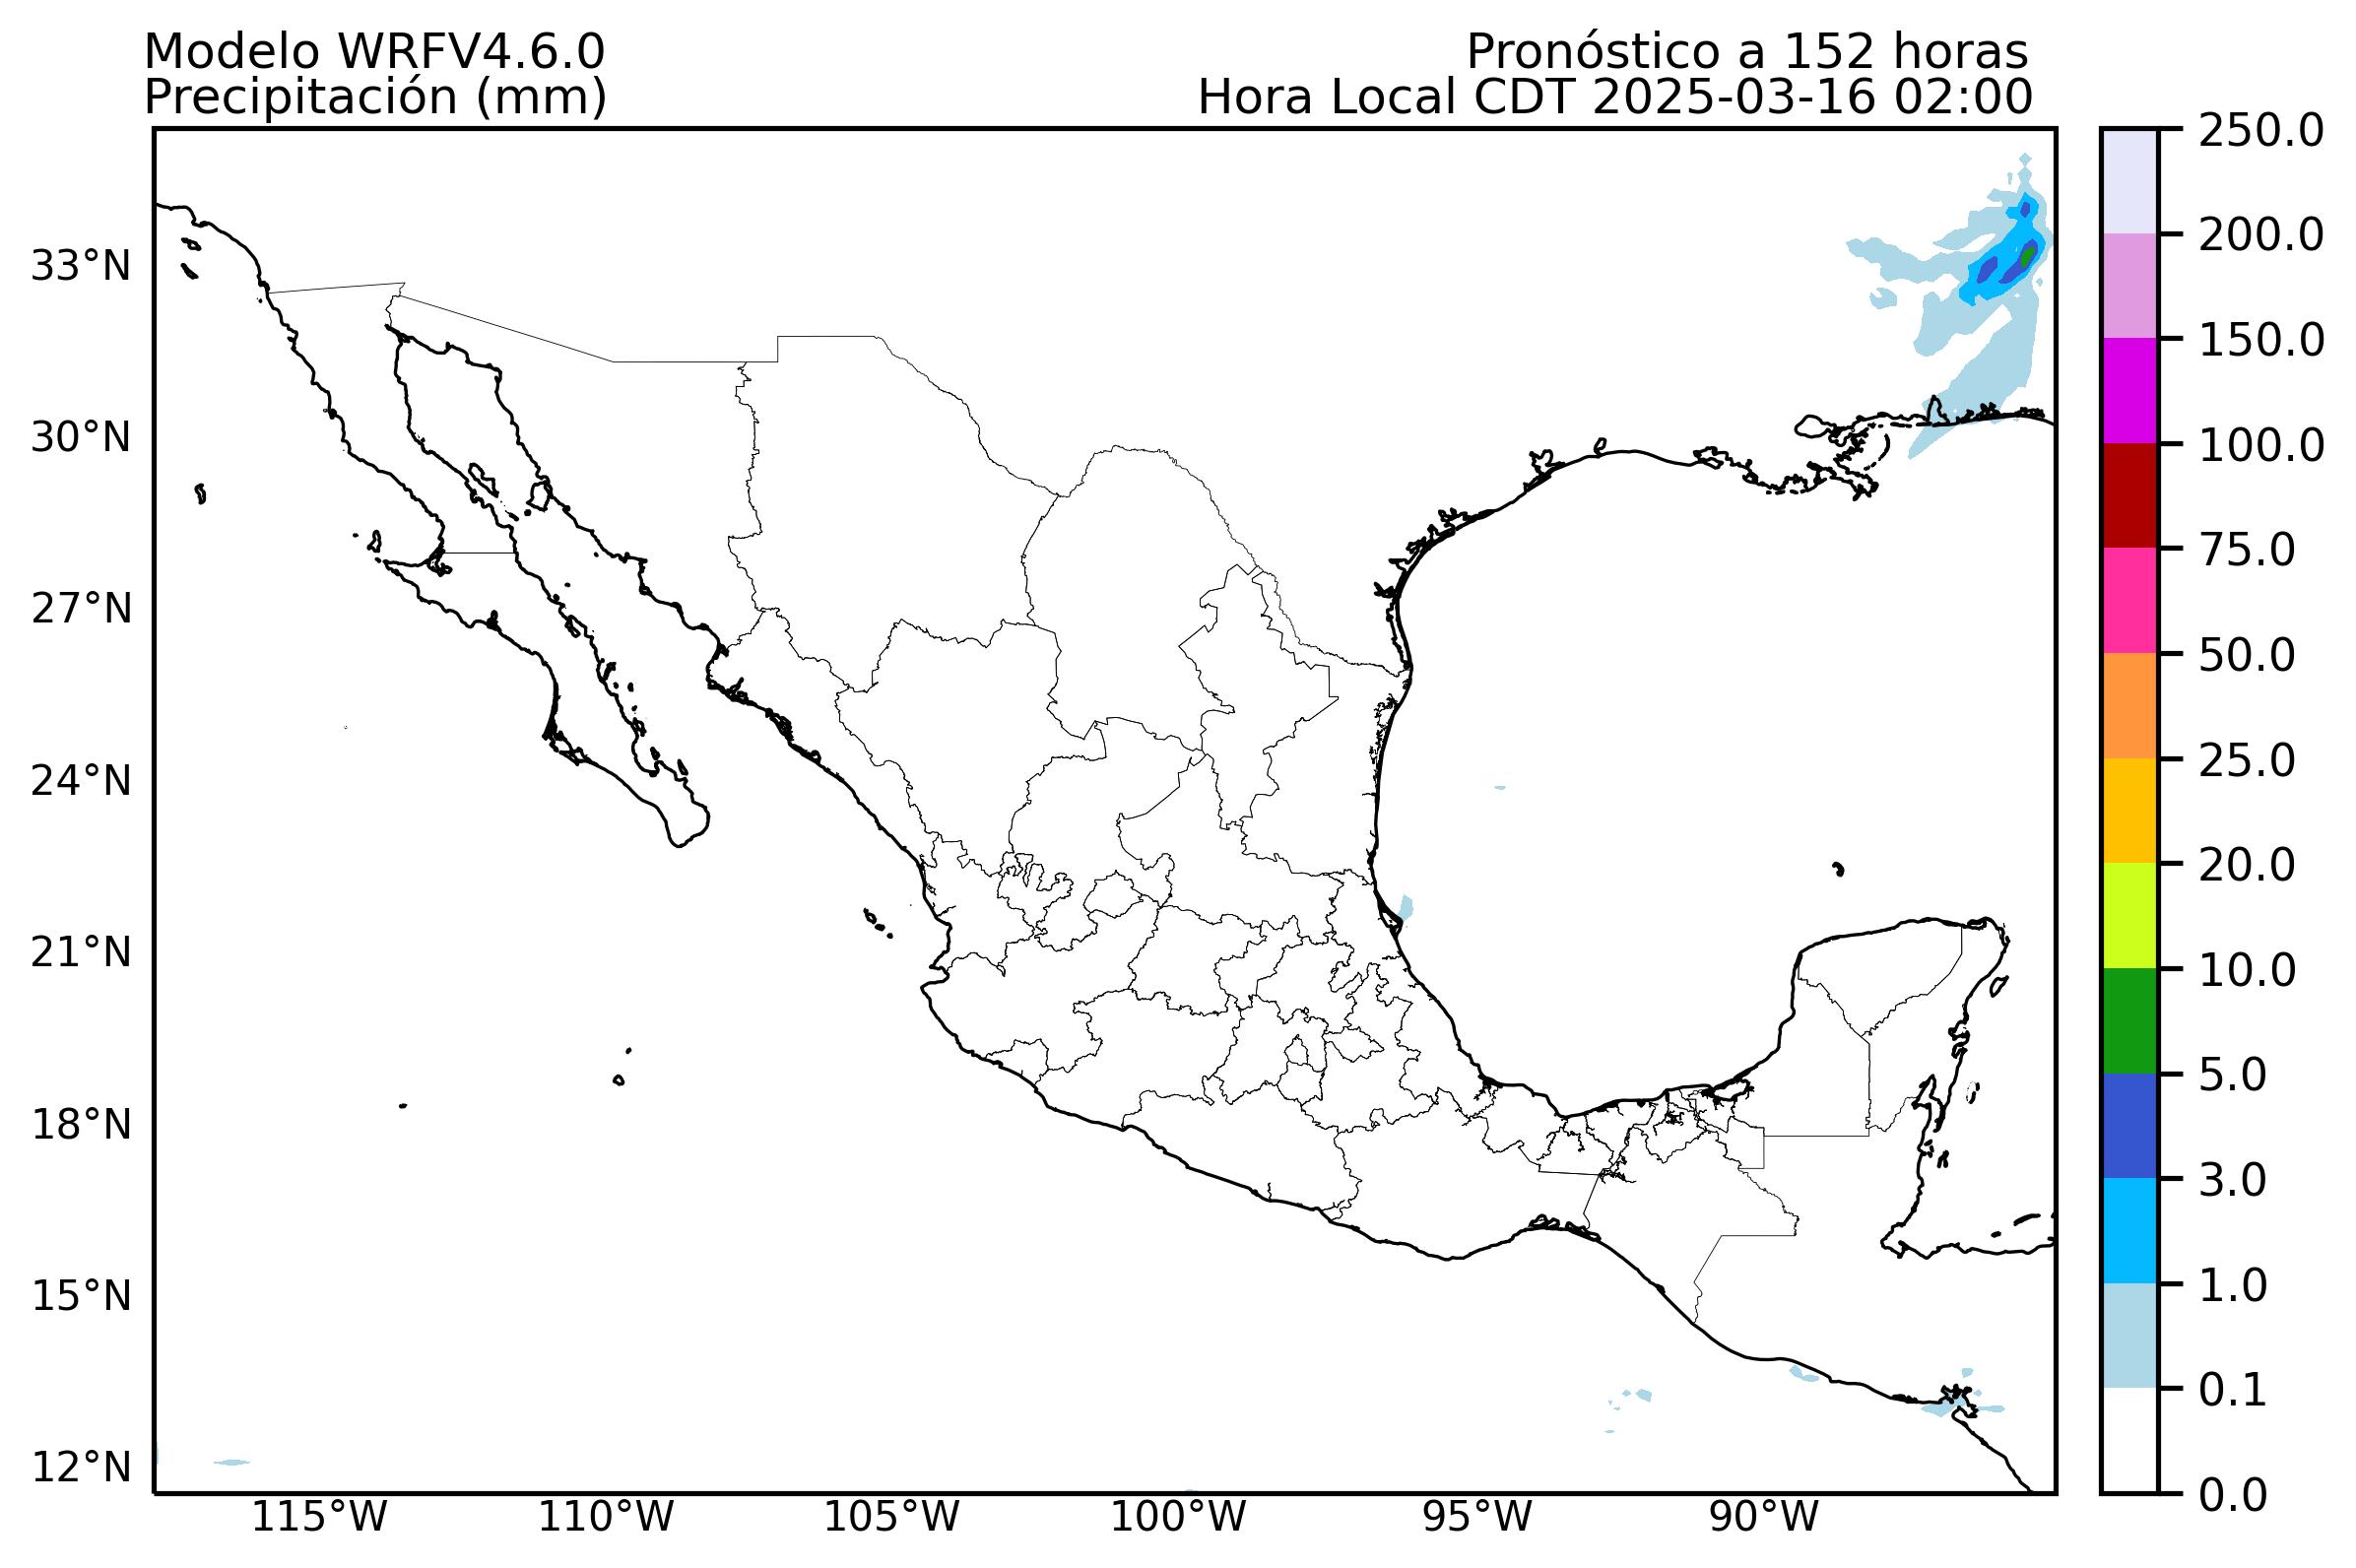 Modelo WRFV4.6.0
Precipitación (mm)
Pronóstico a 152 horas
Hora Local CDT 2025-03-16 02:00
33°N
30°N
27°N
24°N
21°N
18°N
15°N
12°N
115°W
110°W
105°W
100°W
95°W
90°W
250.0
200.0
150.0
100.0
75.0
50.0
25.0
20.0
10.0
5.0
3.0
1.0
0.1
0.0